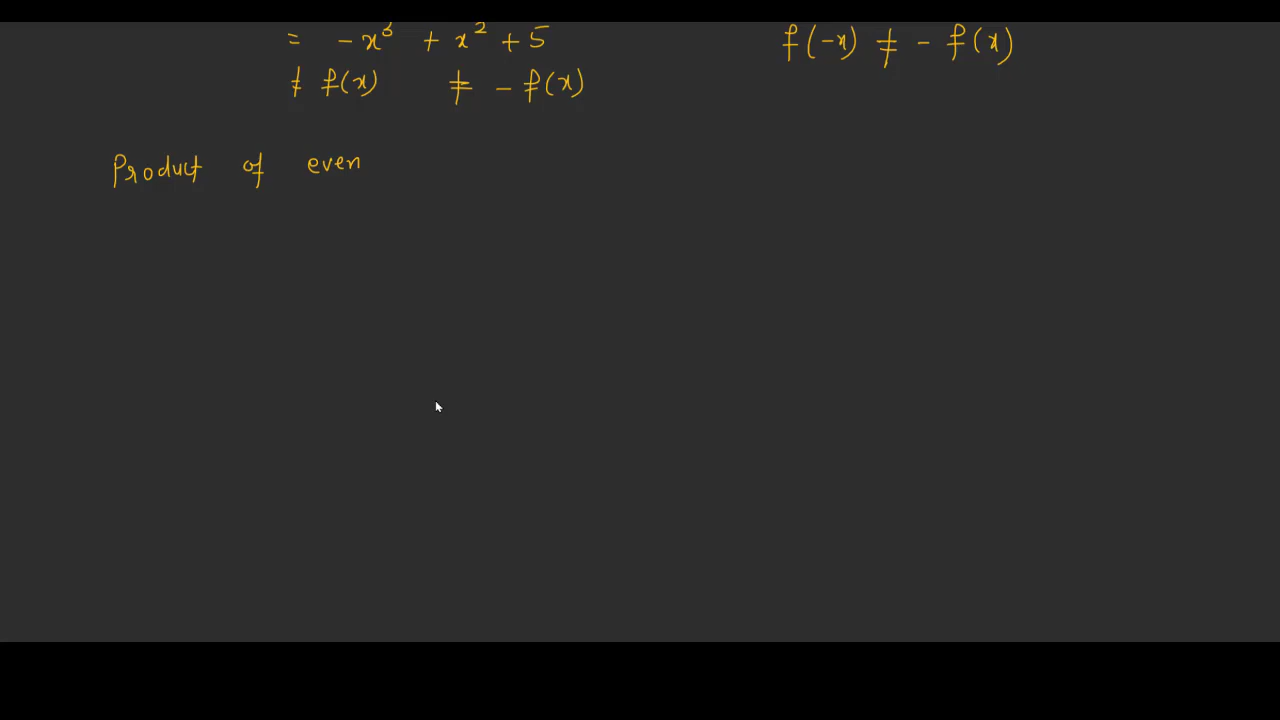 = -x³ + x² + 5
f(-x) ≠ - f(x)
≠ f(x) ≠ - f(x)
Product of even